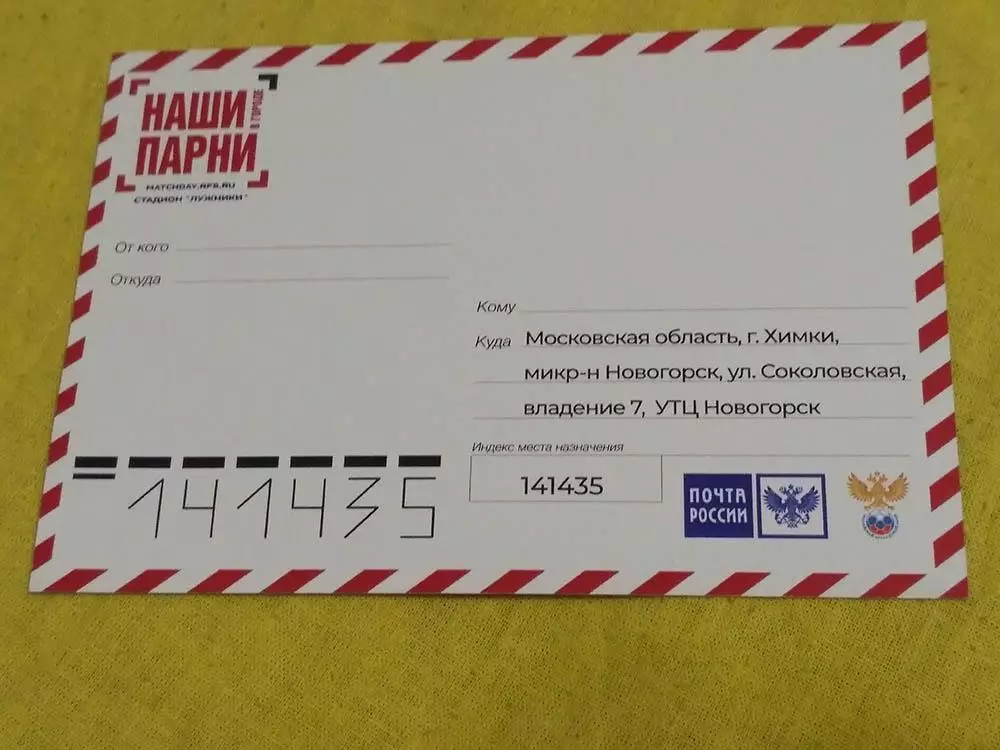 НАШИ
ПАРНИ
В ГОРОДЕ
MATCHDAY.RFS.RU
СТАДИОН "ЛУЖНИКИ"
От кого
Откуда
Кому
Куда Московская область, г. Химки,
микр-н Новогорск, ул. Соколовская,
владение 7, УТЦ Новогорск
Индекс места назначения
141435
141435
ПОЧТА
РОССИИ